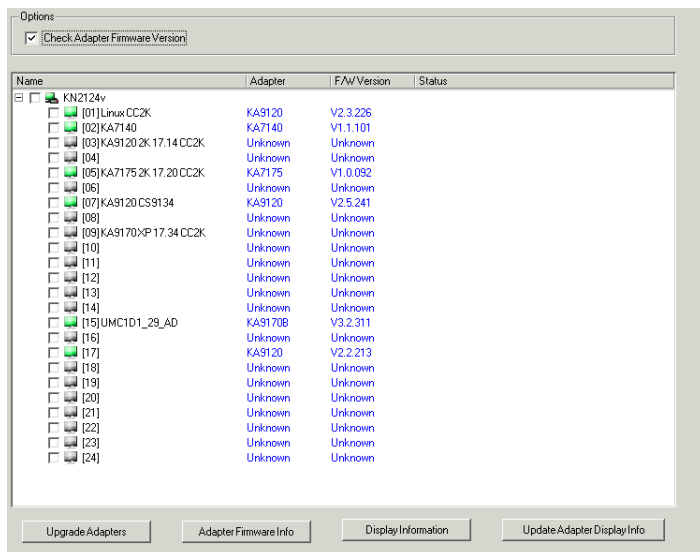 Options
Check Adapter Firmware Version
Name Adapter F/W Version Status
KN2124v
[01] Linux CC2K KA9120 V2.3.226
[02] KA7140 KA7140 V1.1.101
[03] KA9120 2K 17.14 CC2K Unknown Unknown
[04] Unknown Unknown
[05] KA7175 2K 17.20 CC2K KA7175 V1.0.092
[06] Unknown Unknown
[07] KA9120 CS9134 KA9120 V2.5.241
[08] Unknown Unknown
[09] KA9170 XP 17.34 CC2K Unknown Unknown
[10] Unknown Unknown
[11] Unknown Unknown
[12] Unknown Unknown
[13] Unknown Unknown
[14] Unknown Unknown
[15] UMC1D1_29_AD KA9170B V3.2.311
[16] Unknown Unknown
[17] KA9120 V2.2.213
[18] Unknown Unknown
[19] Unknown Unknown
[20] Unknown Unknown
[21] Unknown Unknown
[22] Unknown Unknown
[23] Unknown Unknown
[24] Unknown Unknown
Upgrade Adapters Adapter Firmware Info Display Information Update Adapter Display Info